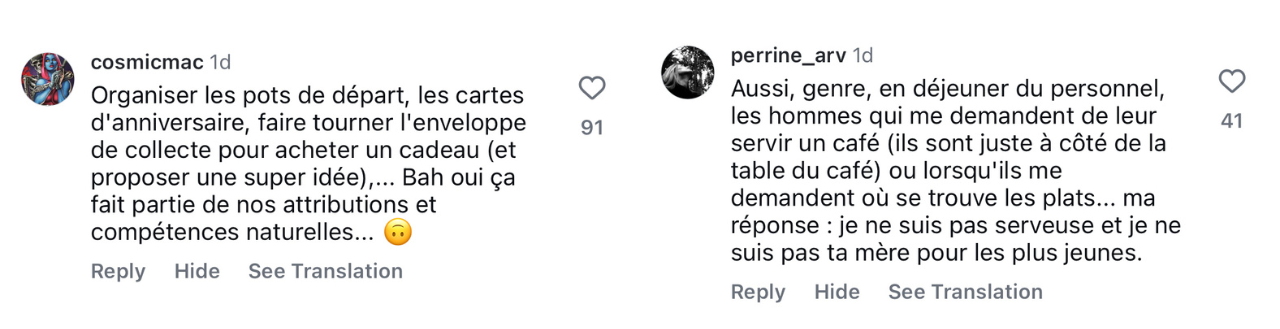 cosmicmac 1d
Organiser les pots de départ, les cartes
d'anniversaire, faire tourner l'enveloppe
de collecte pour acheter un cadeau (et
proposer une super idée),... Bah oui ça
fait partie de nos attributions et
compétences naturelles... 🙃
91
Reply Hide See Translation
perrine_arv 1d
Aussi, genre, en déjeuner du personnel,
les hommes qui me demandent de leur
servir un café (ils sont juste à côté de la
table du café) ou lorsqu'ils me
demandent où se trouve les plats... ma
réponse : je ne suis pas serveuse et je ne
suis pas ta mère pour les plus jeunes.
41
Reply Hide See Translation